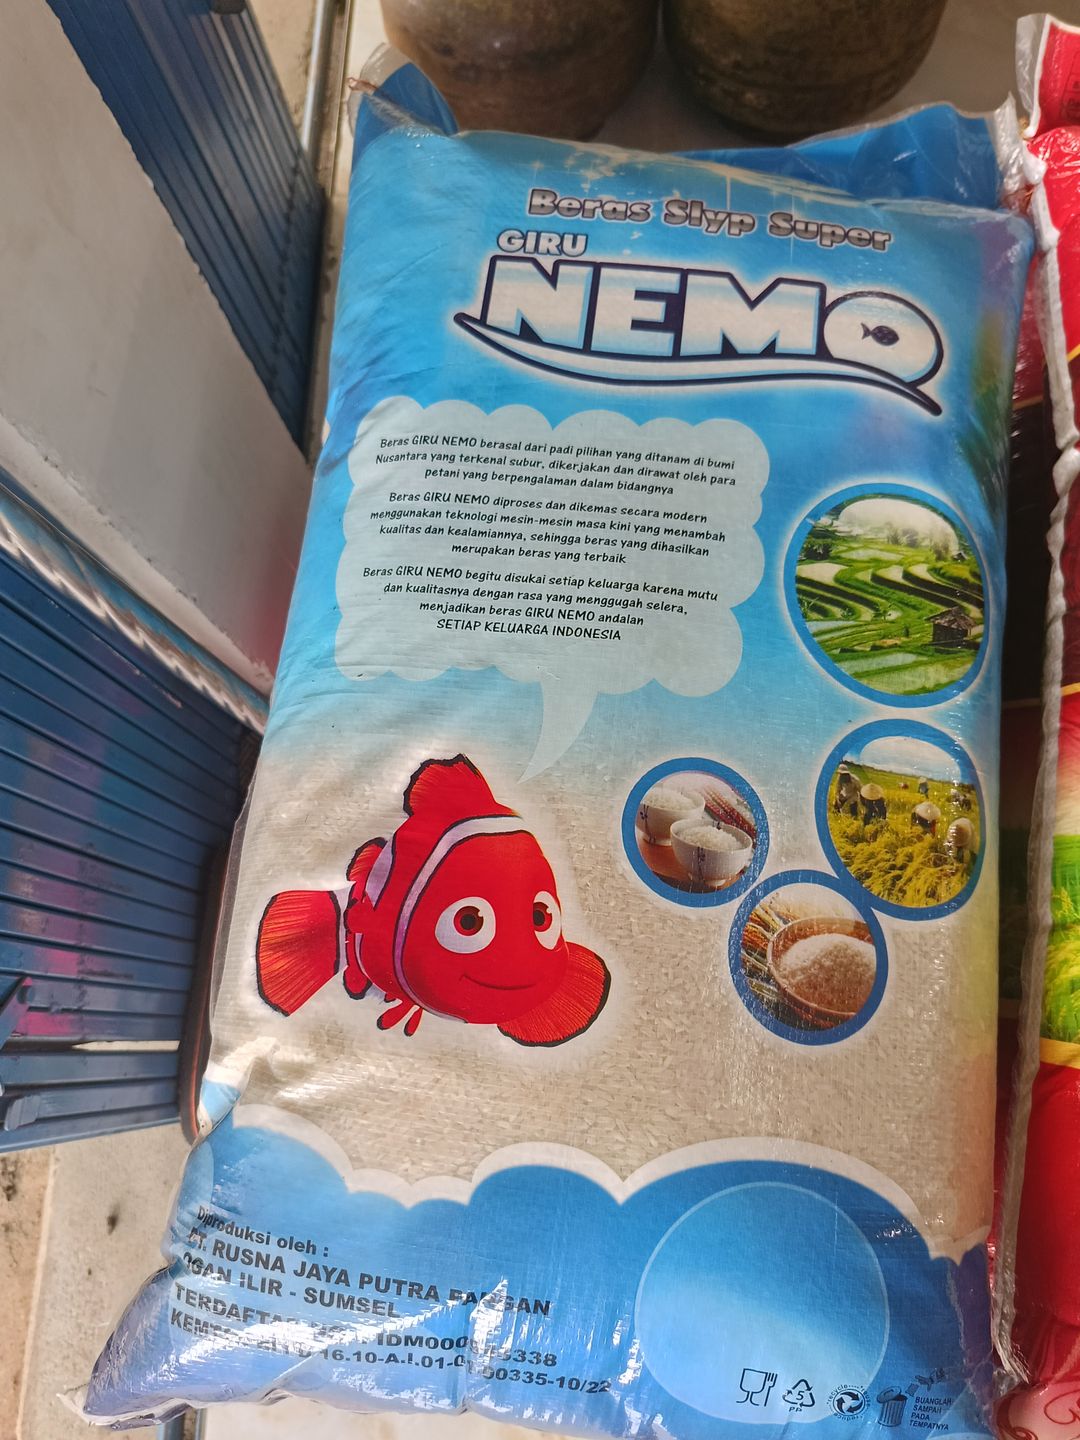 Beras Slyp Super
GIRU
NEMO
Beras GIRU NEMO berasal dari padi pilihan yang ditanam di bumi
Nusantara yang terkenal subur, dikerjakan dan dirawat oleh para
petani yang berpengalaman dalam bidangnya
Beras GIRU NEMO diproses dan dikemas secara modern
menggunakan teknologi mesin-mesin masa kini yang menambah
kualitas dan kealamiannya, sehingga beras yang dihasilkan
merupakan beras yang terbaik
Beras GIRU NEMO begitu disukai setiap keluarga karena mutu
dan kualitasnya dengan rasa yang menggugah selera,
menjadikan beras GIRU NEMO andalan
SETIAP KELUARGA INDONESIA
Diproduksi oleh :
PT. RUSNA JAYA PUTRA PANGAN
OGAN ILIR - SUMSEL
TERDAFTAR
5
PP
BUANGLAH
SAMPAH
PADA
TEMPATNYA